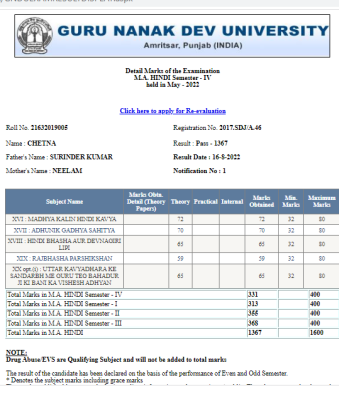 GURU NANAK DEV UNIVERSITY
Amritsar, Punjab (INDIA)
Detail Marks of the Examination
M.A. HINDI Semester - IV
held in May - 2022
Click here to apply for Re-evaluation
Roll No. 21632019005 Registration No. 2017.SDJ/A.46
Name : CHETNA Result : Pass - 1367
Father's Name : SURINDER KUMAR Result Date : 16-8-2022
Mother's Name : NEELAM Notification No : 1
Subject Name Marks Obtn. Detail (Theory Papers) Theory Practical Internal Marks Obtained Min. Marks Maximum Marks
XVI : MADHYA KALIN HINDI KAVYA 72 72 32 80
XVII : ADHUNIK GADHYA SAHITYA 70 70 32 80
XVIII : HINDI BHASHA AUR DEVNAGIRI LIPI 65 65 32 80
XIX : RAJBHASHA PARSHIKSHAN 59 59 32 80
XX opt.(i) : UTTAR KAVYADHARA KE SANDARBH ME GURU TEG BAHADUR JI KI BANI KA VISHESH ADHYAN 65 65 32 80
Total Marks in M.A. HINDI Semester - IV 331 400
Total Marks in M.A. HINDI Semester - I 313 400
Total Marks in M.A. HINDI Semester - II 355 400
Total Marks in M.A. HINDI Semester - III 368 400
Total Marks in M.A. HINDI 1367 1600
NOTE:
Drug Abuse/EVS are Qualifying Subject and will not be added to total marks
The result of the candidate has been declared on the basis of the performance of Even and Odd Semester.
* Denotes the subject marks including grace marks